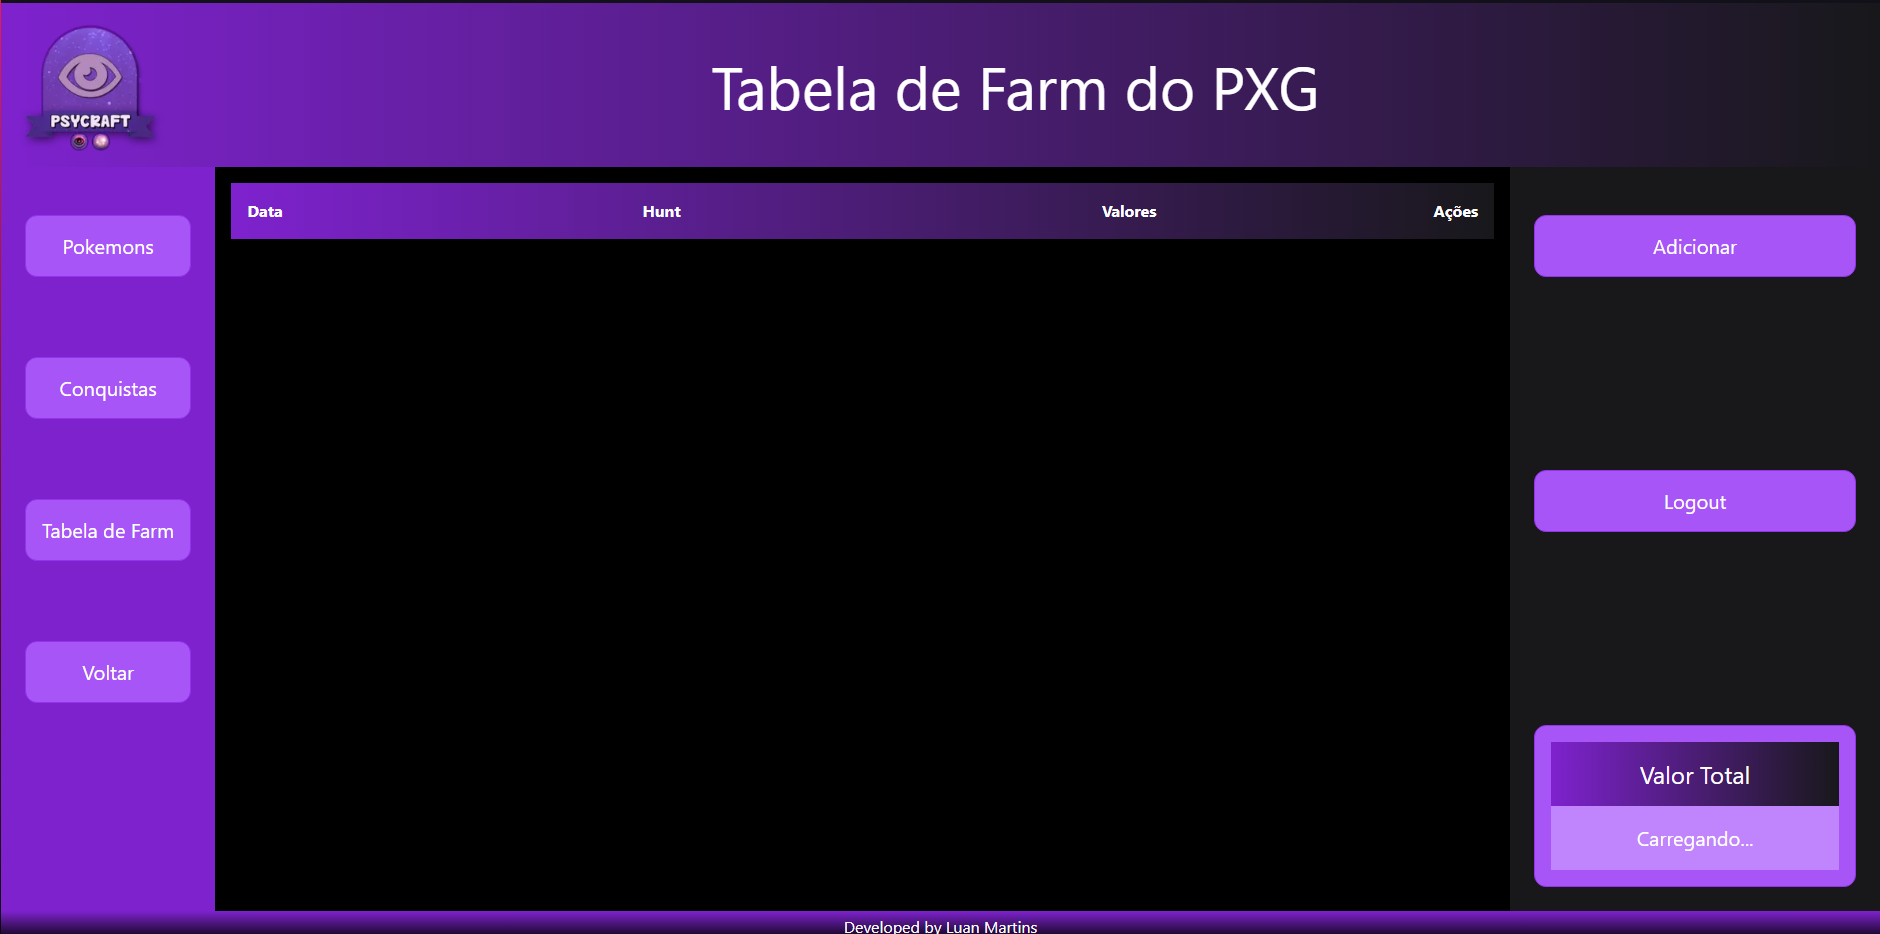 PSYCRAFT
Tabela de Farm do PXG
Pokemons
Conquistas
Tabela de Farm
Voltar
Data Hunt Valores Ações
Adicionar
Logout
Valor Total
Carregando...
Developed by Luan Martins